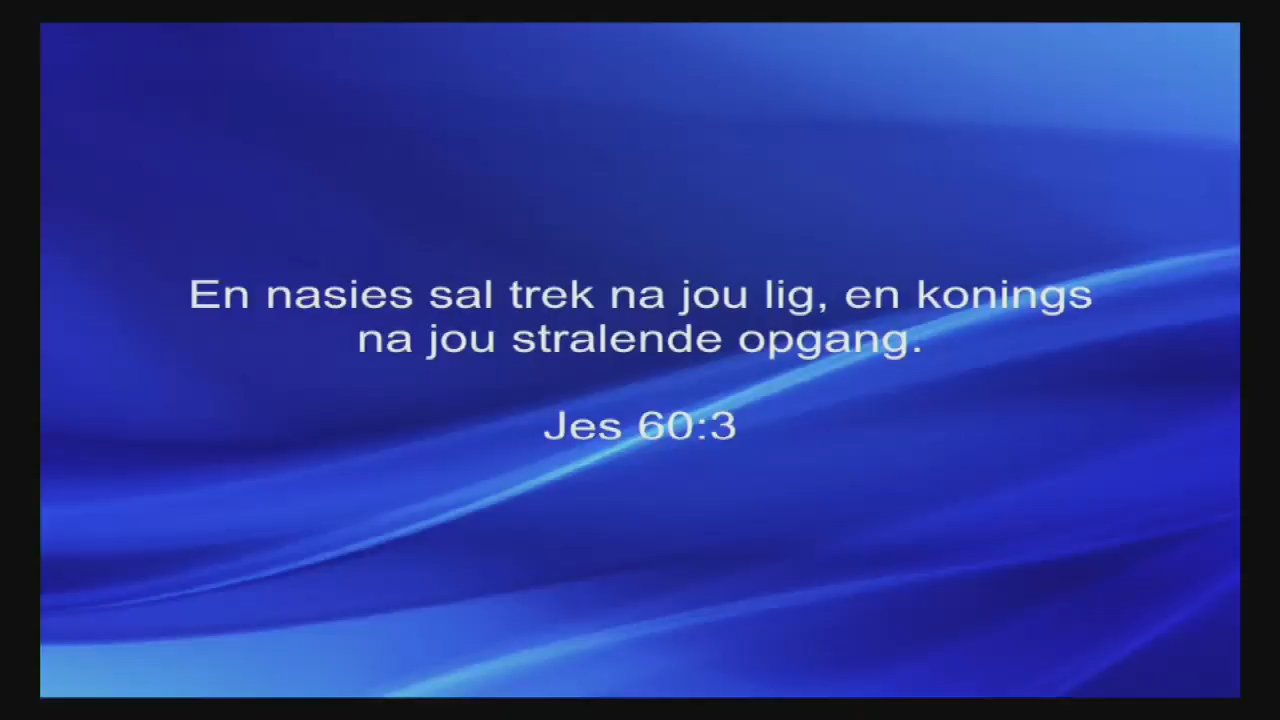 En nasies sal trek na jou lig, en konings
na jou stralende opgang.
Jes 60:3